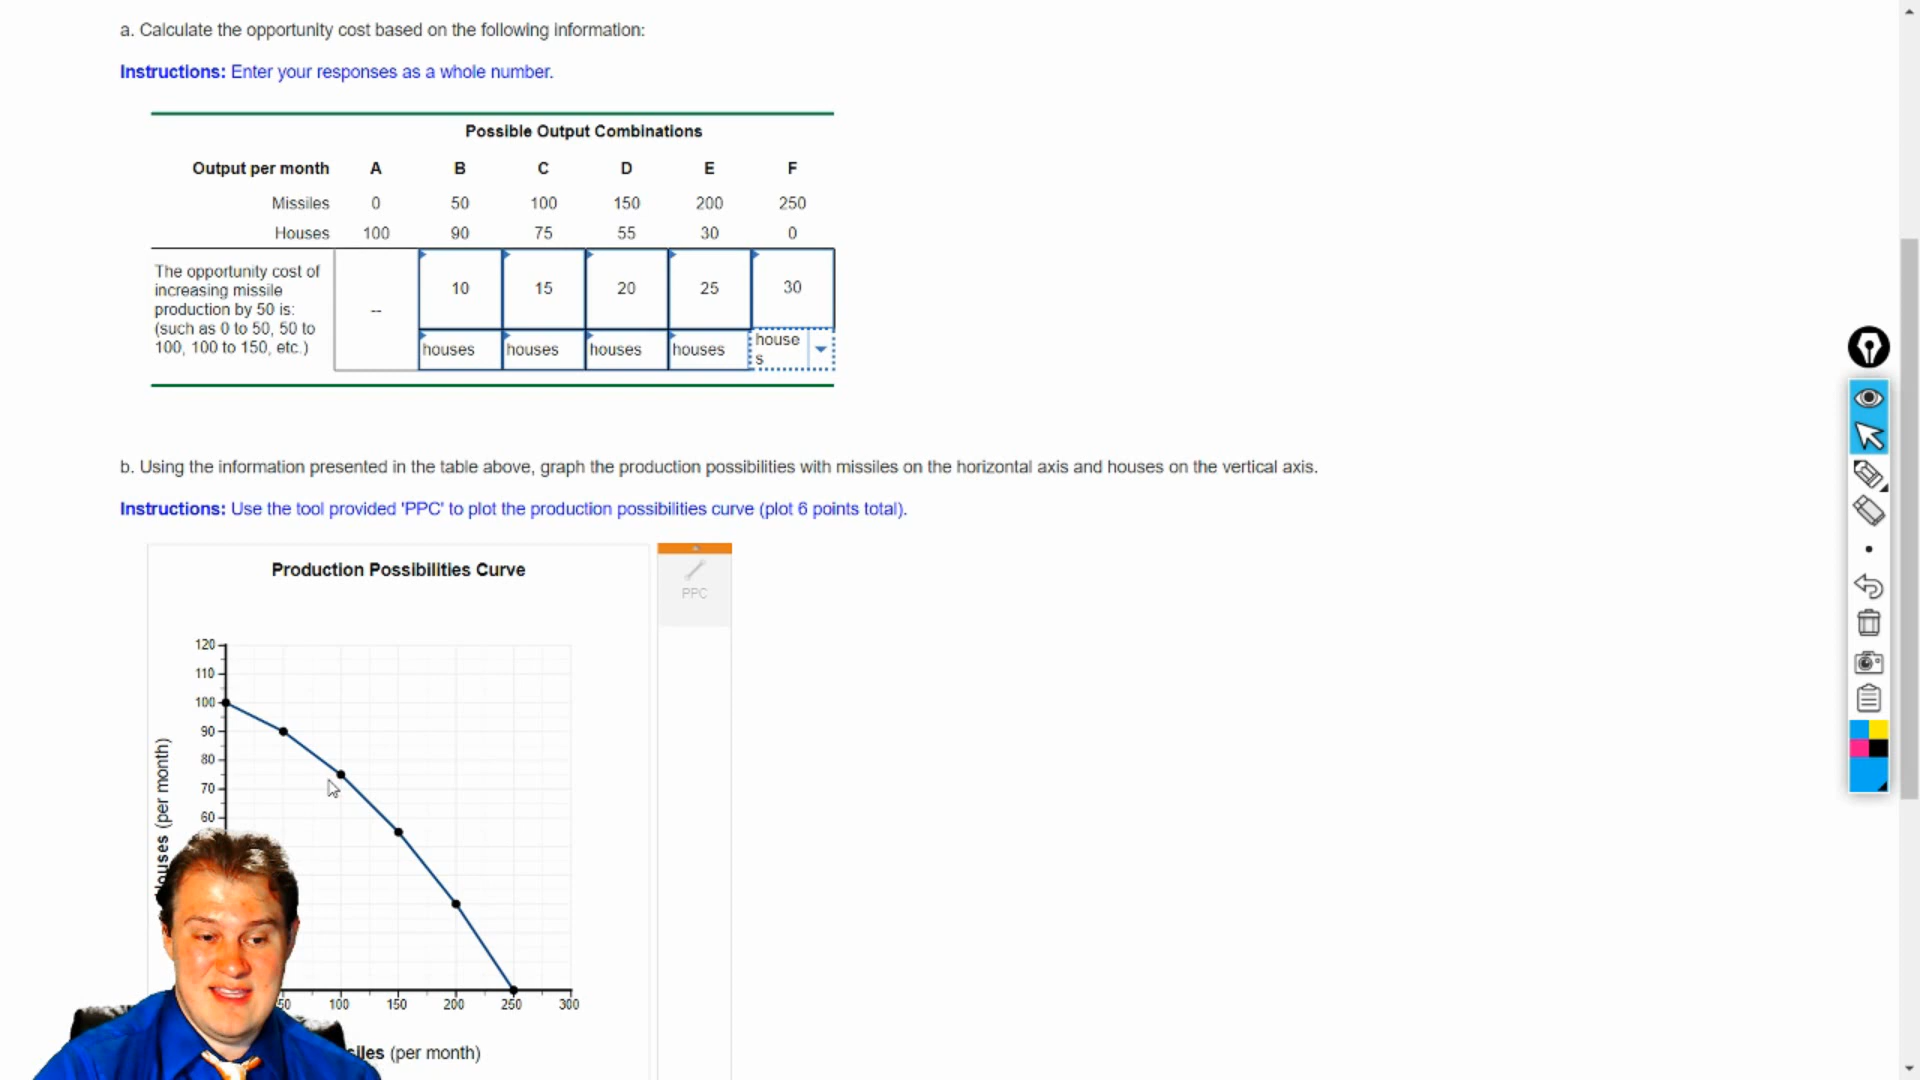 a. Calculate the opportunity cost based on the following information:
Instructions: Enter your responses as a whole number.
Possible Output Combinations
Output per month A B C D E F
Missiles 0 50 100 150 200 250
Houses 100 90 75 55 30 0
The opportunity cost of
increasing missile
production by 50 is:
(such as 0 to 50, 50 to
100, 100 to 150, etc.)
-- 10 15 20 25 30
houses houses houses houses house
s
b. Using the information presented in the table above, graph the production possibilities with missiles on the horizontal axis and houses on the vertical axis.
Instructions: Use the tool provided 'PPC' to plot the production possibilities curve (plot 6 points total).
Production Possibilities Curve
PPC
120
110
100
90
80
70
60
(per month)
100 150 200 250 300
(per month)